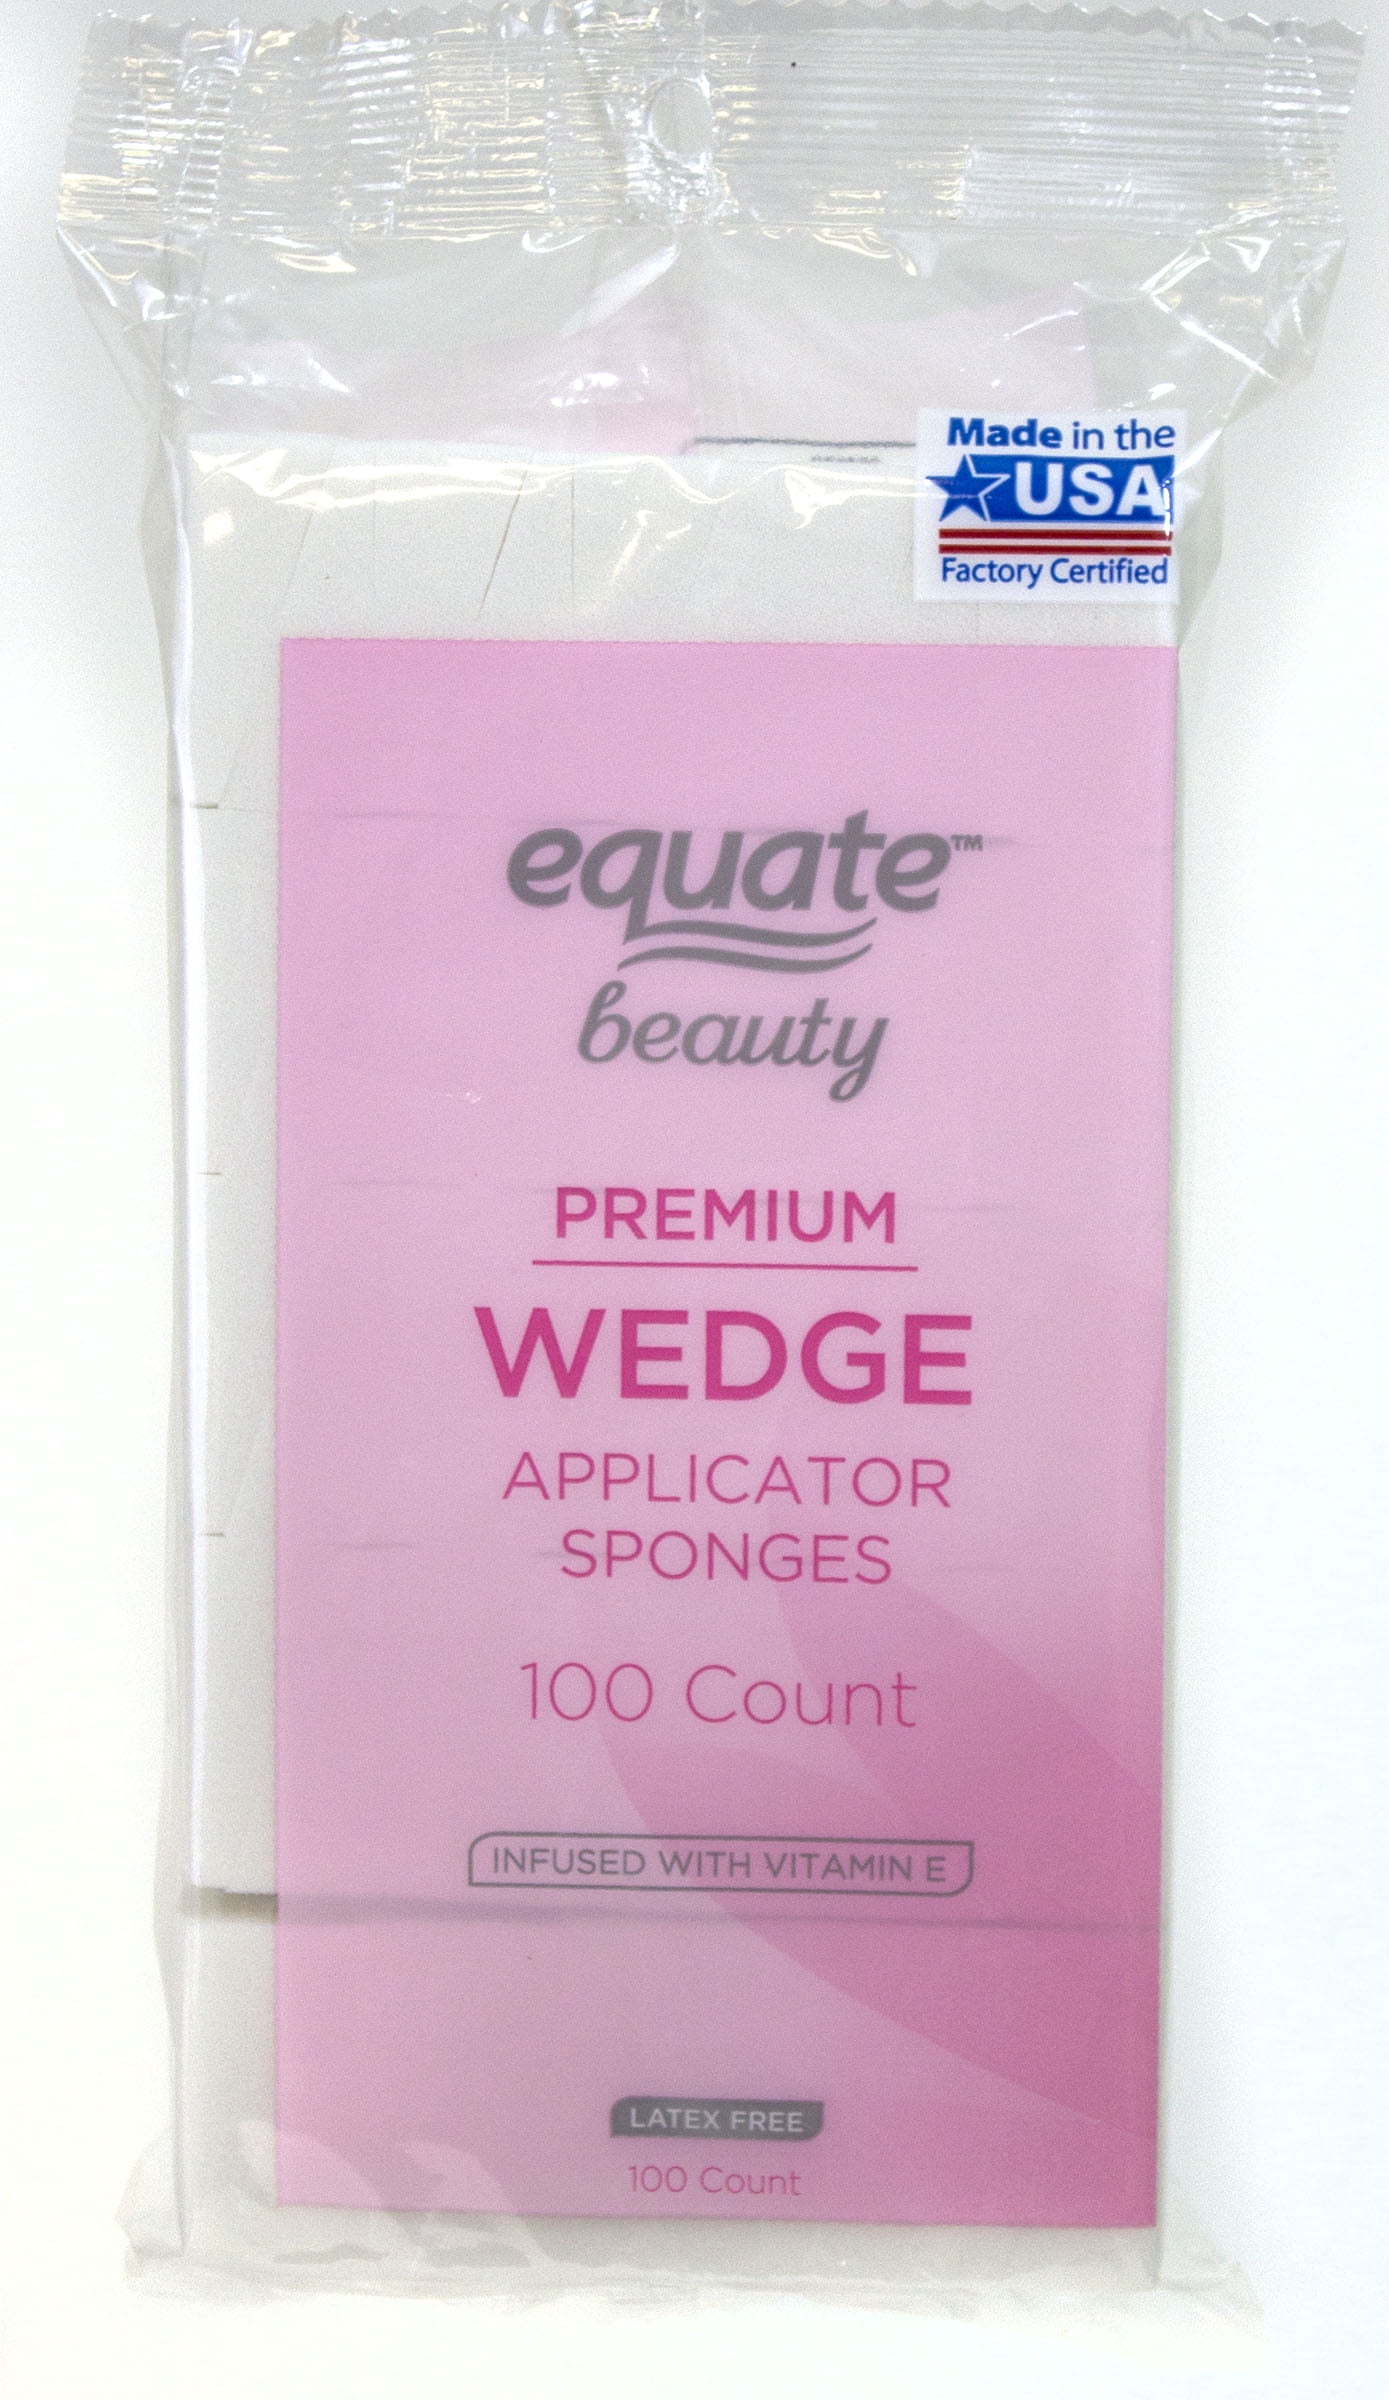 Made in the
USA
Factory Certified
equate™
beauty
PREMIUM
WEDGE
APPLICATOR
SPONGES
100 Count
INFUSED WITH VITAMIN E
LATEX FREE
100 Count